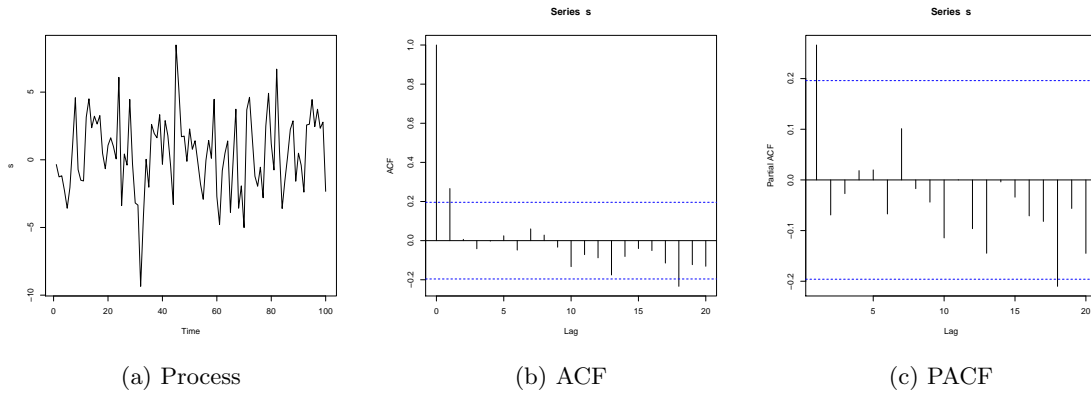 Series s
Series s
5
0
−5
−10
s
0
20
40
60
80
100
Time
1.0
0.8
0.6
0.4
0.2
0.0
−0.2
ACF
0
5
10
15
20
Lag
0.2
0.1
0.0
−0.1
−0.2
Partial ACF
5
10
15
20
Lag
(a) Process
(b) ACF
(c) PACF